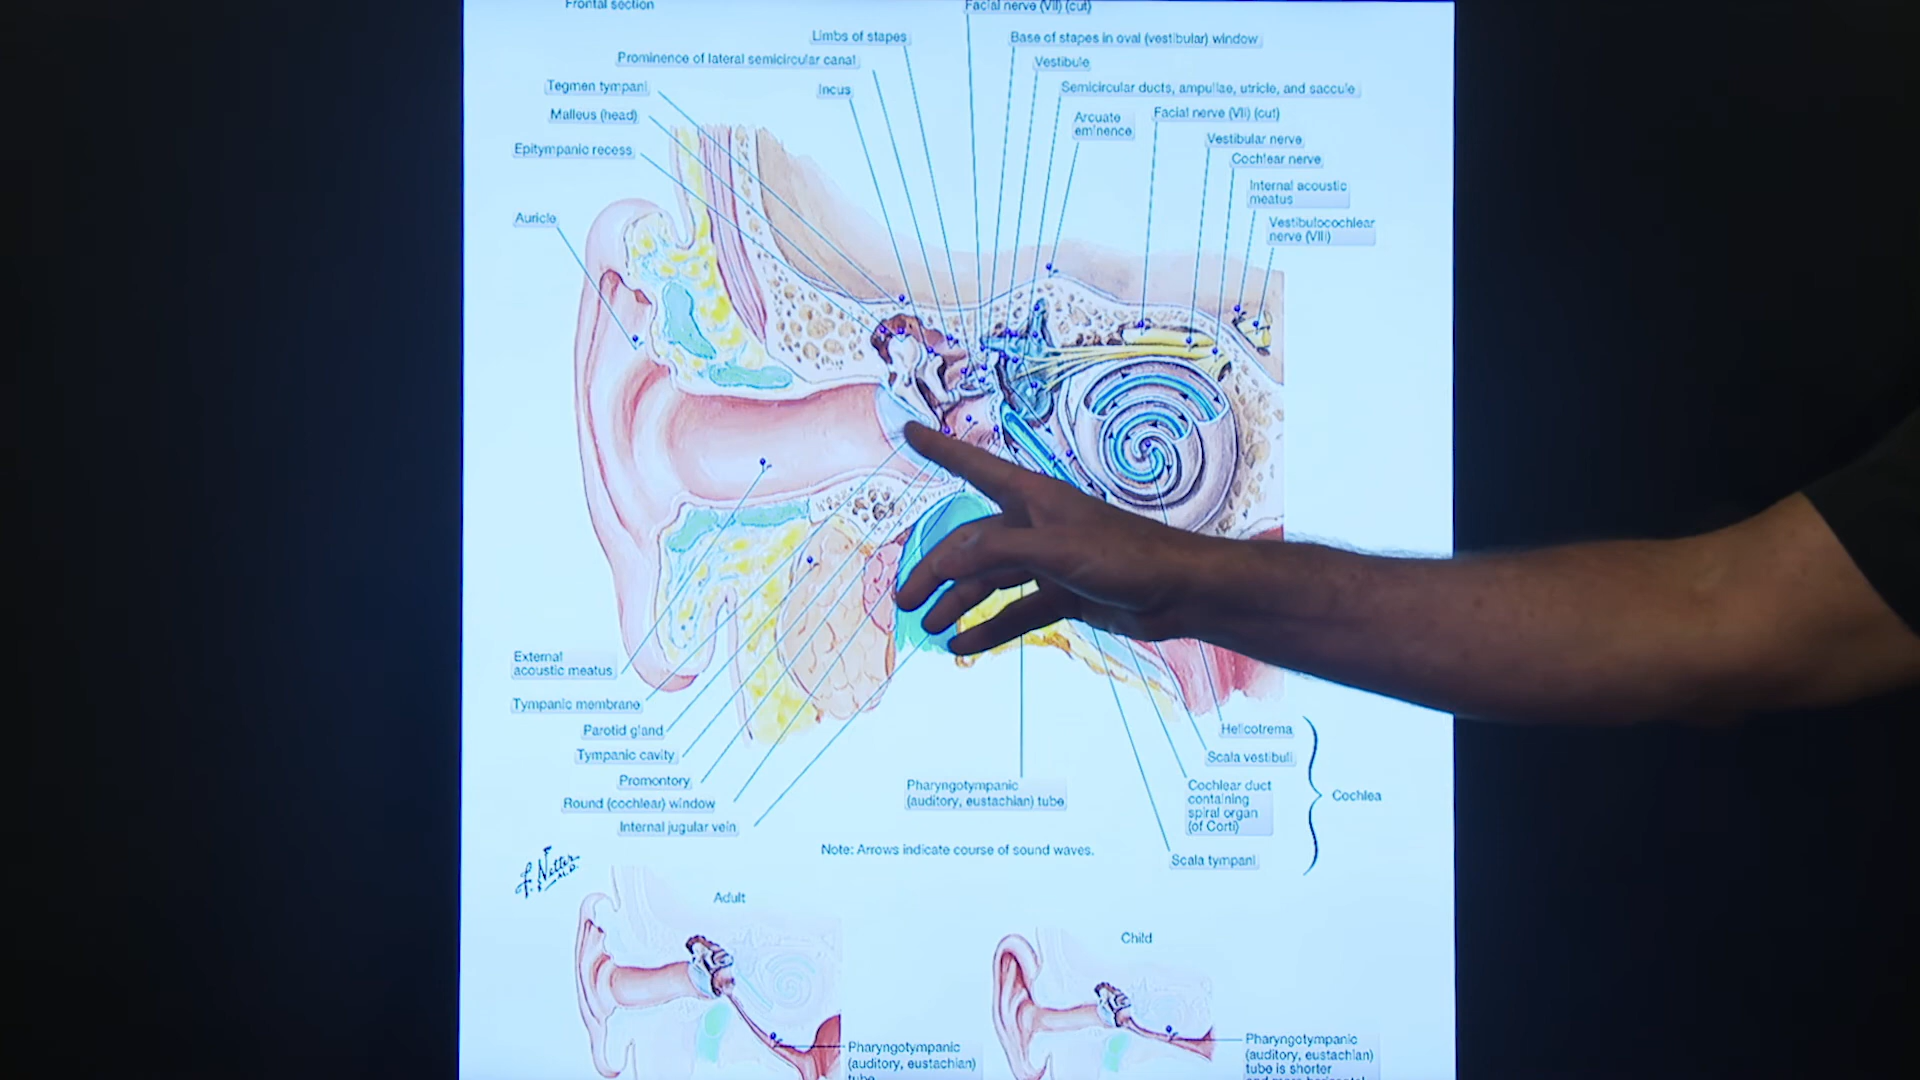 Frontal section
Facial nerve (VII) (cut)
Limbs of stapes
Base of stapes in oval (vestibular) window
Prominence of lateral semicircular canal
Vestibule
Tegmen tympani
Incus
Semicircular ducts, ampullae, utricle, and saccule
Malleus (head)
Arcuate
eminence
Facial nerve (VII) (cut)
Epitympanic recess
Vestibular nerve
Cochlear nerve
Internal acoustic
meatus
Auricle
Vestibulocochlear
nerve (VIII)
External
acoustic meatus
Tympanic membrane
Parotid gland
Tympanic cavity
Promontory
Round (cochlear) window
Internal jugular vein
Pharyngotympanic
(auditory, eustachian) tube
Helicotrema
Scala vestibuli
Cochlear duct
containing
spiral organ
(of Corti)
Cochlea
Scala tympani
Note: Arrows indicate course of sound waves.
F. Netter
M.D.
Adult
Child
Pharyngotympanic
(auditory, eustachian)
tube
Pharyngotympanic
(auditory, eustachian)
tube is shorter
and more horizontal